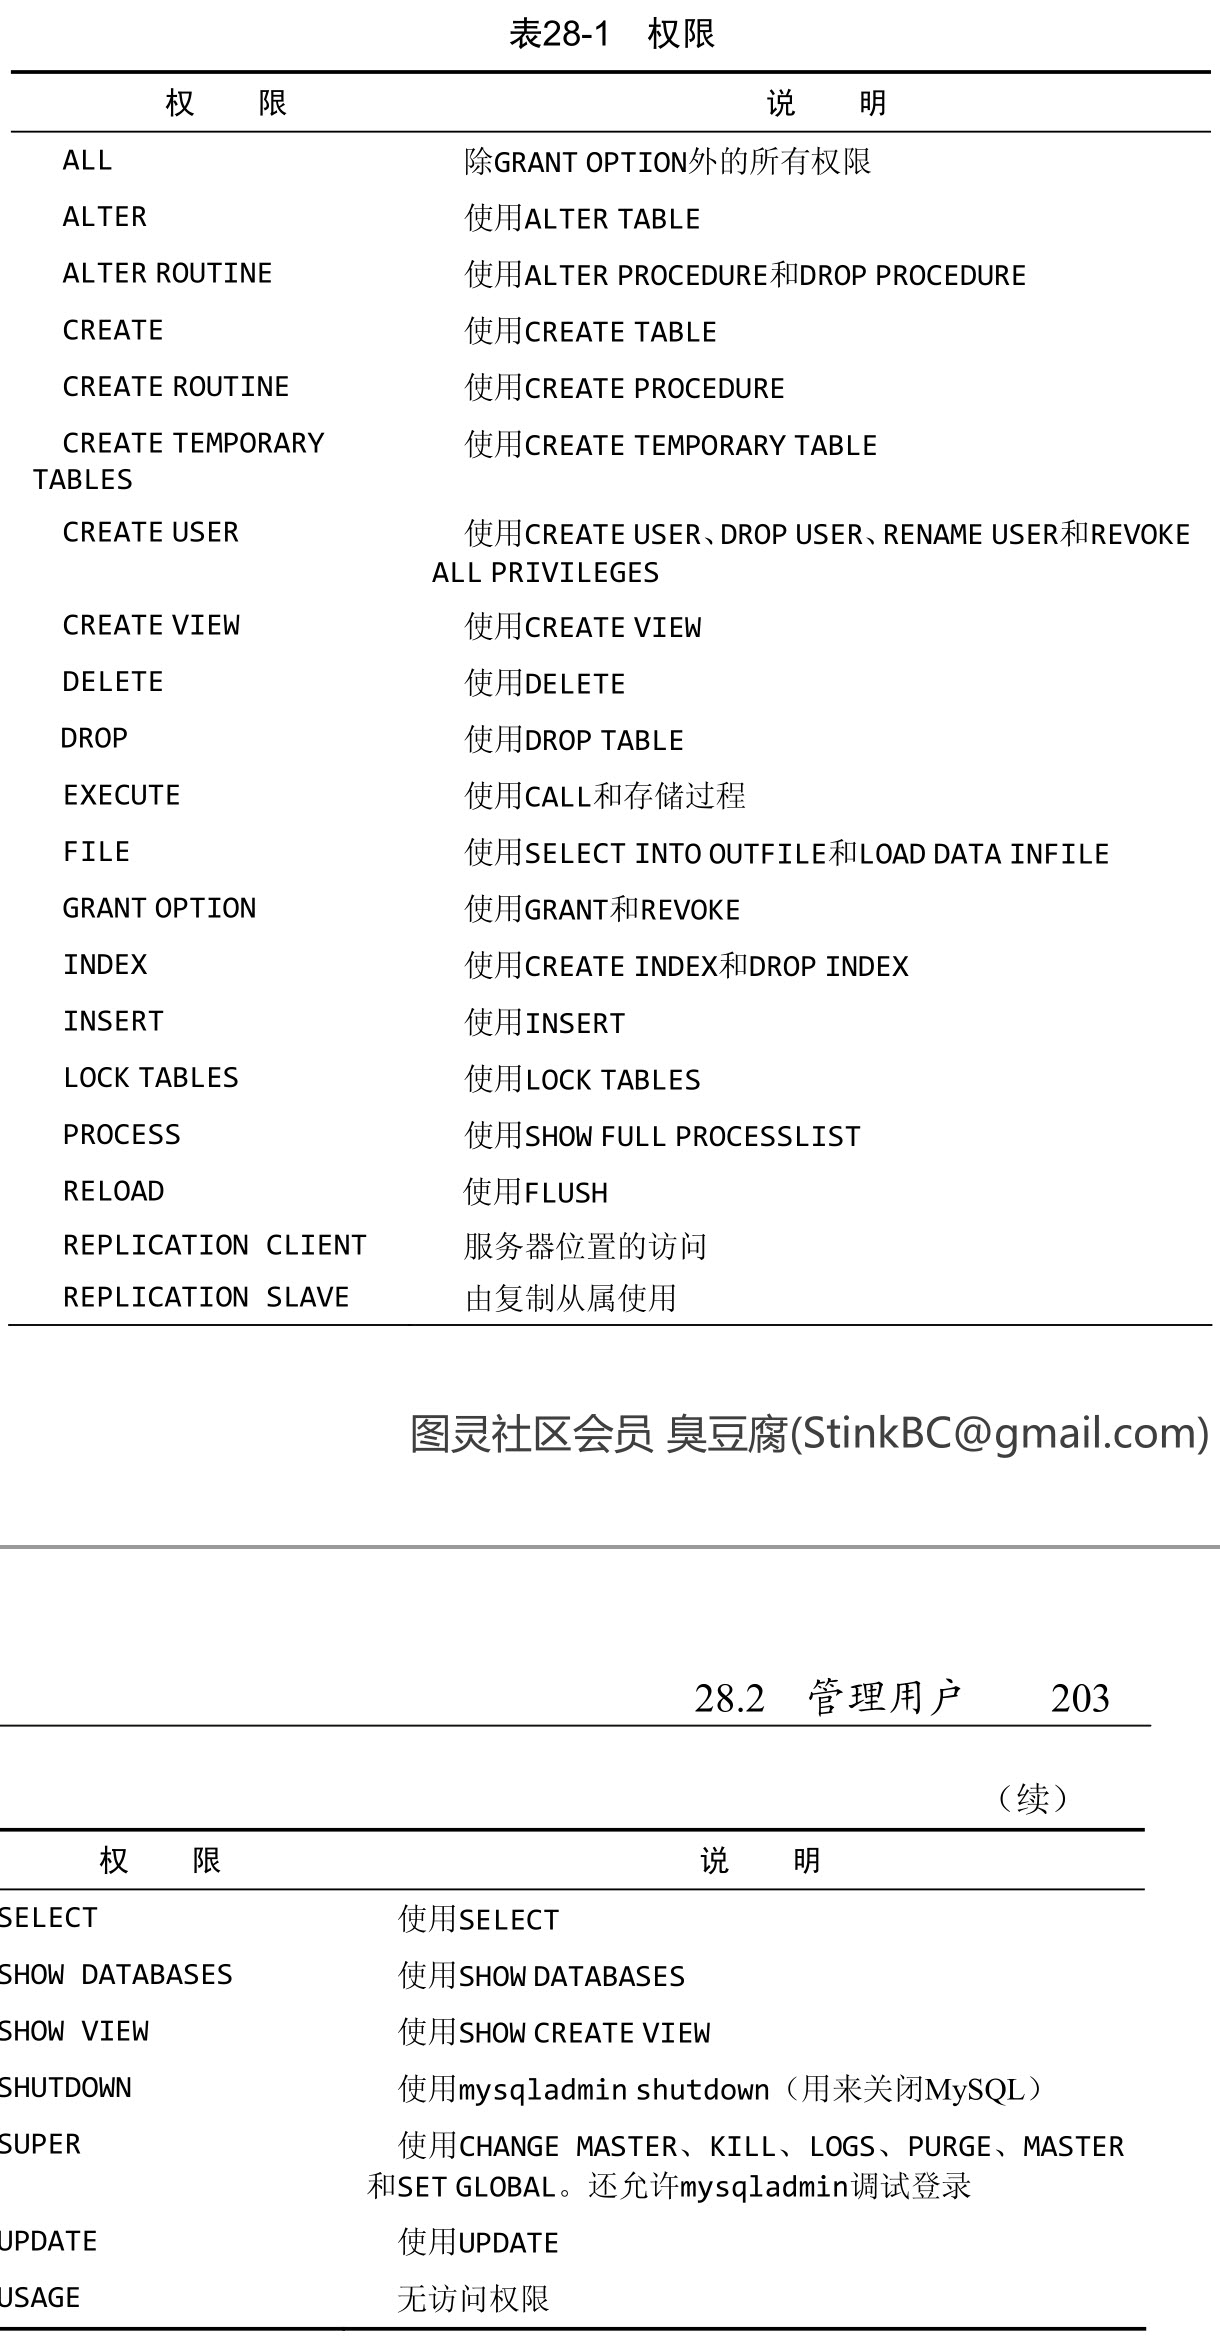 表28-1 权限
权 限 说 明
ALL 除GRANT OPTION外的所有权限
ALTER 使用ALTER TABLE
ALTER ROUTINE 使用ALTER PROCEDURE和DROP PROCEDURE
CREATE 使用CREATE TABLE
CREATE ROUTINE 使用CREATE PROCEDURE
CREATE TEMPORARY 使用CREATE TEMPORARY TABLE
TABLES
CREATE USER 使用CREATE USER、DROP USER、RENAME USER和REVOKE
ALL PRIVILEGES
CREATE VIEW 使用CREATE VIEW
DELETE 使用DELETE
DROP 使用DROP TABLE
EXECUTE 使用CALL和存储过程
FILE 使用SELECT INTO OUTFILE和LOAD DATA INFILE
GRANT OPTION 使用GRANT和REVOKE
INDEX 使用CREATE INDEX和DROP INDEX
INSERT 使用INSERT
LOCK TABLES 使用LOCK TABLES
PROCESS 使用SHOW FULL PROCESSLIST
RELOAD 使用FLUSH
REPLICATION CLIENT 服务器位置的访问
REPLICATION SLAVE 由复制从属使用
图灵社区会员 臭豆腐(StinkBC@gmail.com)
28.2 管理用户 203
（续）
权 限 说 明
SELECT 使用SELECT
SHOW DATABASES 使用SHOW DATABASES
SHOW VIEW 使用SHOW CREATE VIEW
SHUTDOWN 使用mysqladmin shutdown（用来关闭MySQL）
SUPER 使用CHANGE MASTER、KILL、LOGS、PURGE、MASTER
和SET GLOBAL。还允许mysqladmin调试登录
UPDATE 使用UPDATE
USAGE 无访问权限